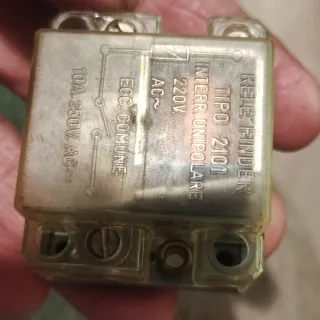 RELE FINDER
TIPO 2101
INTERR UNIPOLARE
220V
AC~
ECC COMUNE
10A 250V AC~